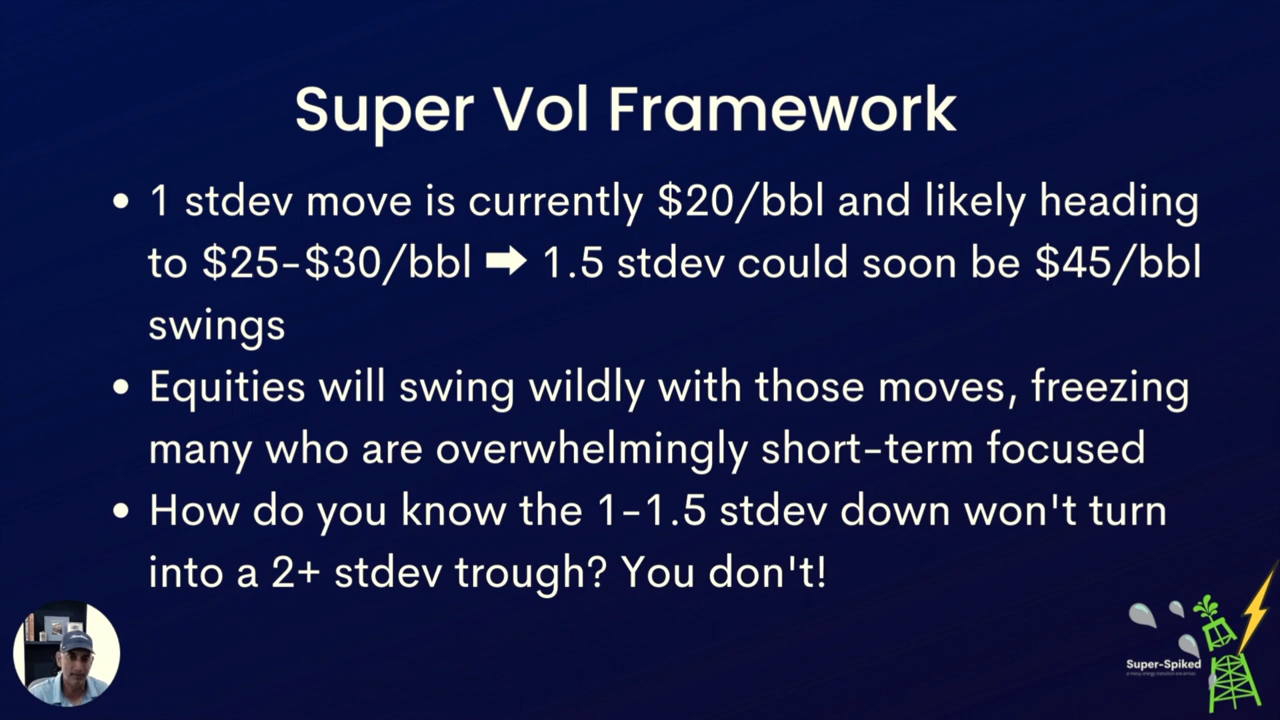 Super Vol Framework
• 1 stdev move is currently $20/bbl and likely heading
to $25-$30/bbl ➡ 1.5 stdev could soon be $45/bbl
swings
• Equities will swing wildly with those moves, freezing
many who are overwhelmingly short-term focused
• How do you know the 1-1.5 stdev down won't turn
into a 2+ stdev trough? You don't!
Super-Spiked